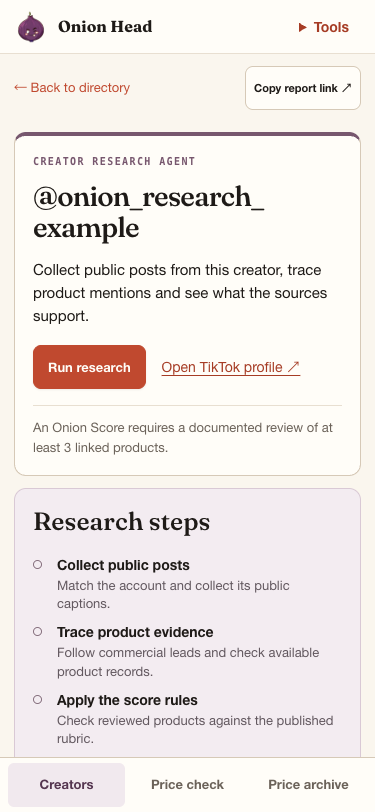 Onion Head
▶ Tools
← Back to directory
Copy report link ↗
CREATOR RESEARCH AGENT
@onion_research_
example
Collect public posts from this creator, trace
product mentions and see what the sources
support.
Run research
Open TikTok profile ↗
An Onion Score requires a documented review of at
least 3 linked products.
Research steps
Collect public posts
Match the account and collect its public
captions.
Trace product evidence
Follow commercial leads and check available
product records.
Apply the score rules
Check reviewed products against the published
rubric.
Creators
Price check
Price archive